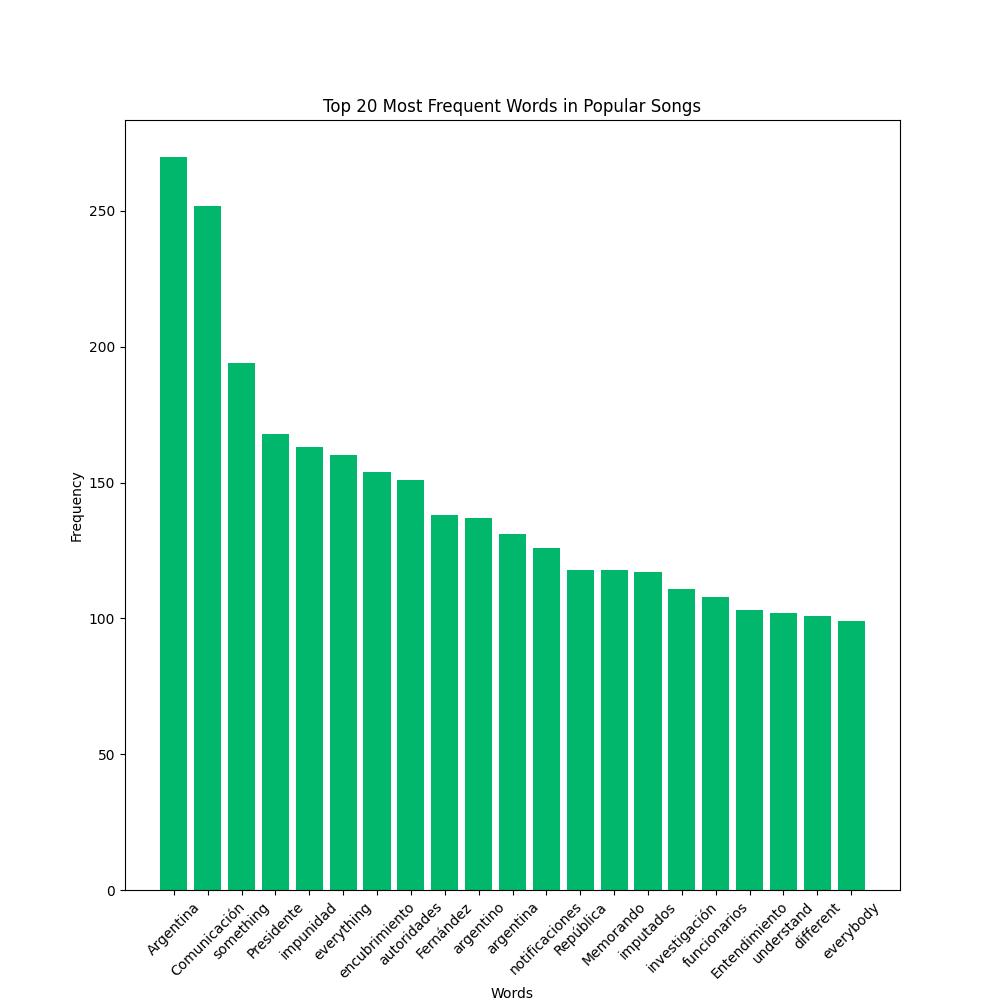 Top 20 Most Frequent Words in Popular Songs
Frequency
250
200
150
100
50
0
Argentina
Comunicación
something
Presidente
impunidad
everything
encubrimiento
autoridades
Fernández
argentino
argentina
notificaciones
República
Memorando
imputados
investigación
funcionarios
Entendimiento
understand
different
everybody
Words